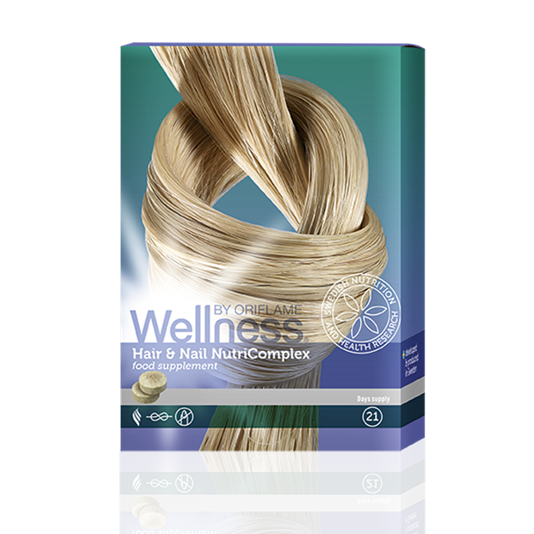 BY ORIFLAME
Wellness
Hair & Nail NutriComplex
food supplement
SWEDISH NUTRITION
AND HEALTH RESEARCH
Days supply
21